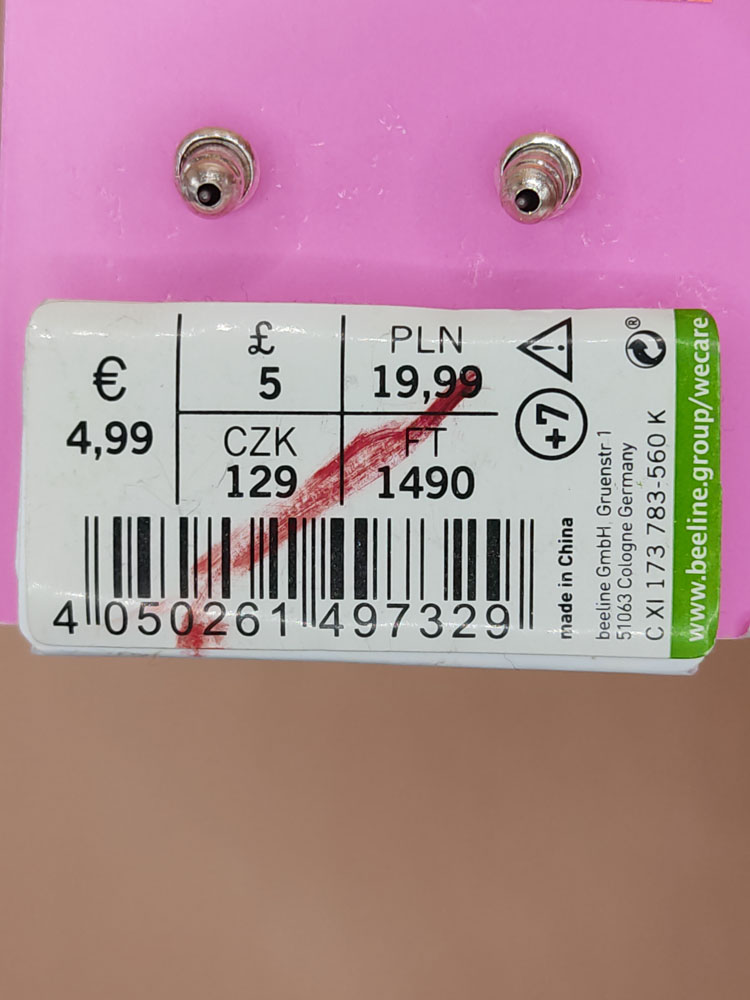 €
4,99
£
5
PLN
19,99
CZK
129
FT
1490
+7
®
4 050261 497329
made in China
beeline GmbH, Gruenstr 1
51063 Cologne Germany
C XI 173 783-560 K
www.beeline.group/wecare